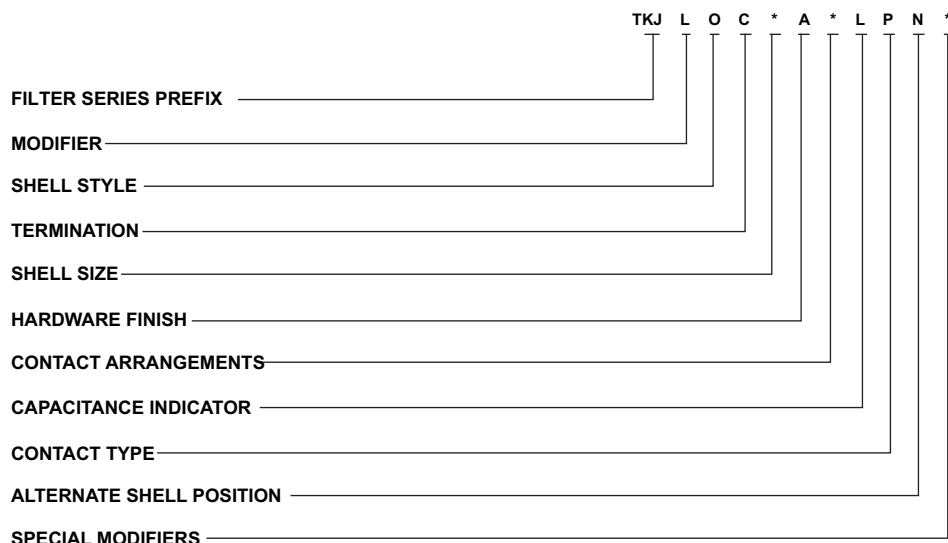 TKJ L O C * A * L P N *
FILTER SERIES PREFIX
MODIFIER
SHELL STYLE
TERMINATION
SHELL SIZE
HARDWARE FINISH
CONTACT ARRANGEMENTS
CAPACITANCE INDICATOR
CONTACT TYPE
ALTERNATE SHELL POSITION
SPECIAL MODIFIERS